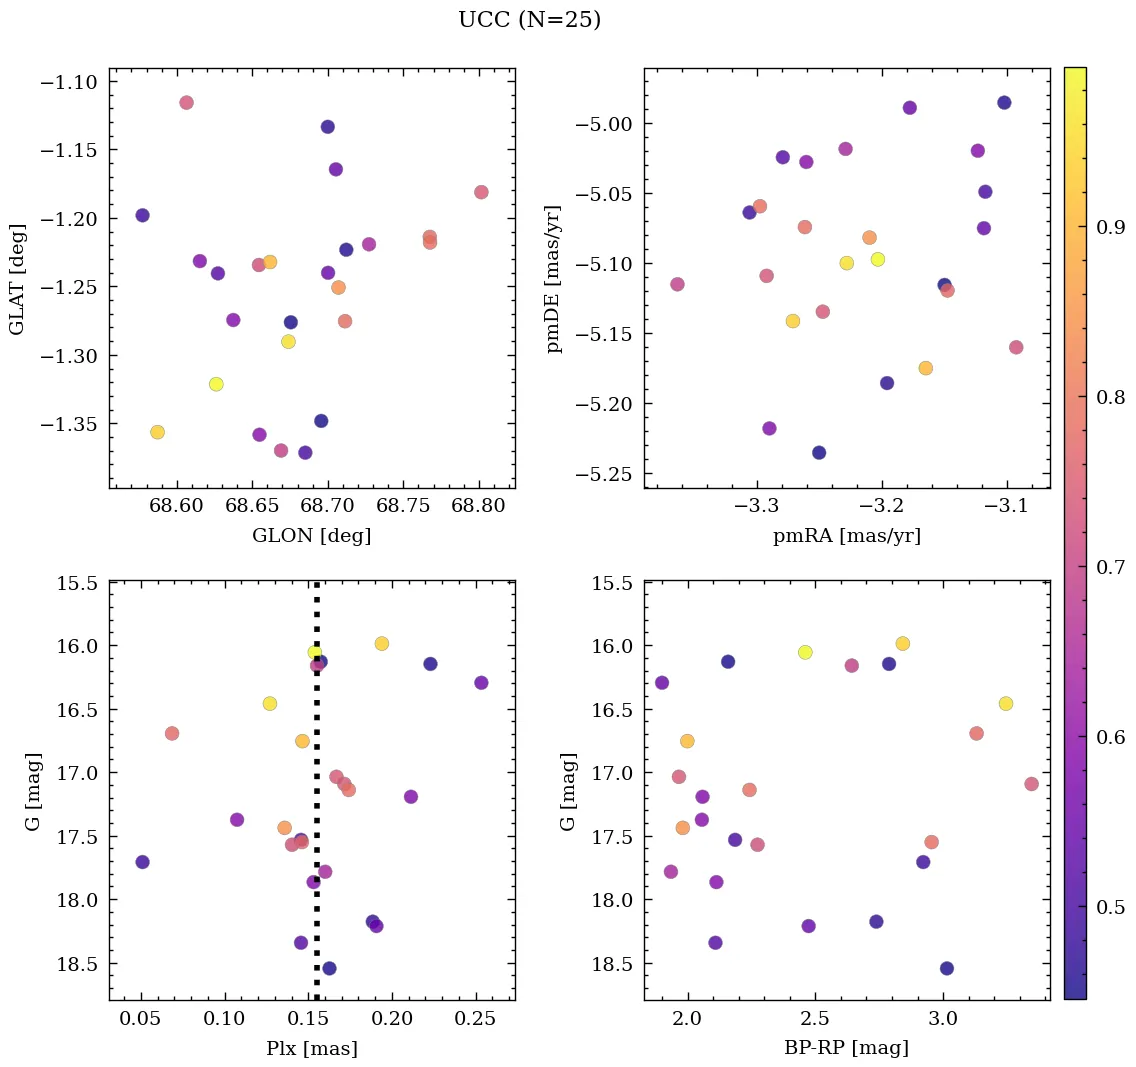 UCC (N=25)
−1.10
−1.15
−1.20
−1.25
−1.30
−1.35
GLAT [deg]
68.60 68.65 68.70 68.75 68.80
GLON [deg]
−5.00
−5.05
−5.10
−5.15
−5.20
−5.25
pmDE [mas/yr]
−3.3 −3.2 −3.1
pmRA [mas/yr]
15.5
16.0
16.5
17.0
17.5
18.0
18.5
G [mag]
0.05 0.10 0.15 0.20 0.25
Plx [mas]
15.5
16.0
16.5
17.0
17.5
18.0
18.5
G [mag]
2.0 2.5 3.0
BP-RP [mag]
0.9
0.8
0.7
0.6
0.5